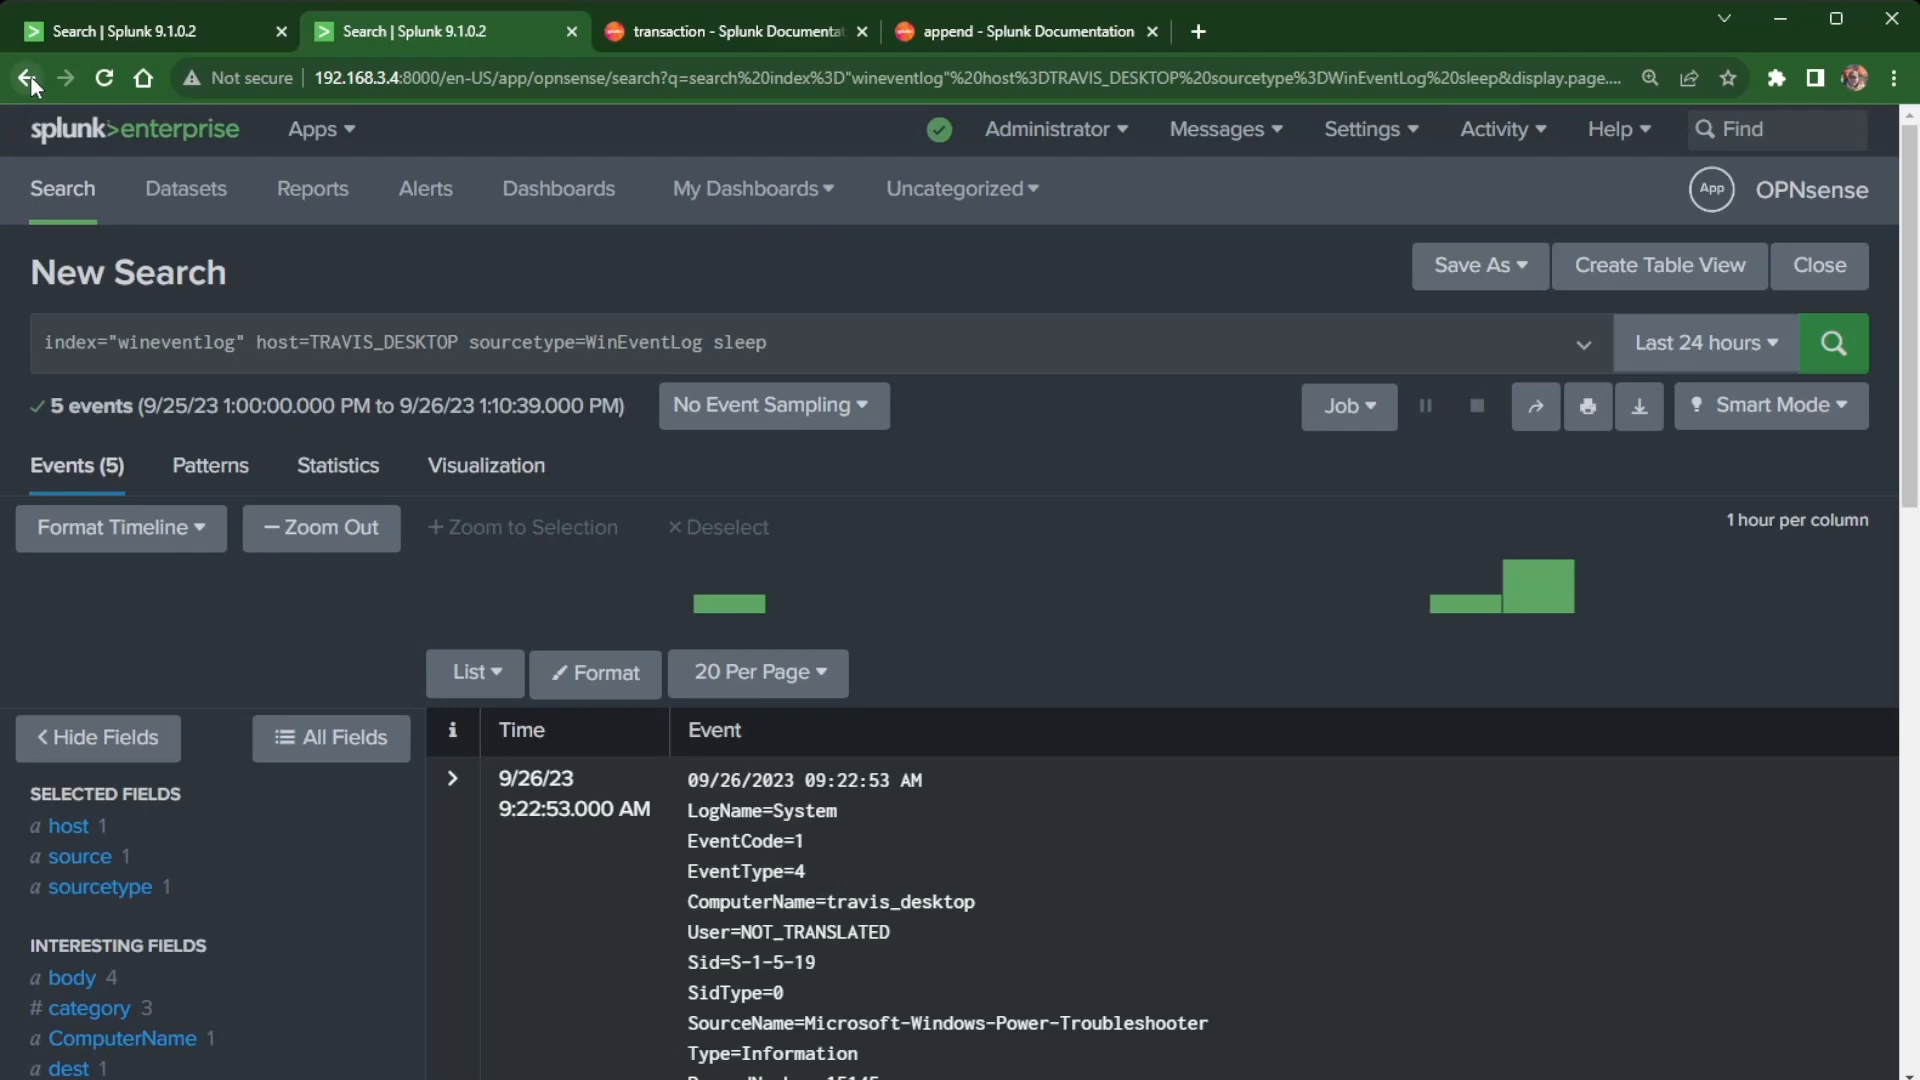 Search | Splunk 9.1.0.2
Search | Splunk 9.1.0.2
transaction - Splunk Documentat
append - Splunk Documentation
Not secure
192.168.3.4:8000/en-US/app/opnsense/search?q=search%20index%3D"wineventlog"%20host%3DTRAVIS_DESKTOP%20sourcetype%3DWinEventLog%20sleep&display.page....
splunk>enterprise
Apps
Administrator
Messages
Settings
Activity
Help
Find
Search
Datasets
Reports
Alerts
Dashboards
My Dashboards
Uncategorized
App
OPNsense
New Search
Save As
Create Table View
Close
index="wineventlog" host=TRAVIS_DESKTOP sourcetype=WinEventLog sleep
Last 24 hours
5 events (9/25/23 1:00:00.000 PM to 9/26/23 1:10:39.000 PM)
No Event Sampling
Job
Smart Mode
Events (5)
Patterns
Statistics
Visualization
Format Timeline
— Zoom Out
+ Zoom to Selection
× Deselect
1 hour per column
List
Format
20 Per Page
< Hide Fields
All Fields
i
Time
Event
SELECTED FIELDS
a host 1
a source 1
a sourcetype 1
INTERESTING FIELDS
a body 4
# category 3
a ComputerName 1
a dest 1
>
9/26/23
9:22:53.000 AM
09/26/2023 09:22:53 AM
LogName=System
EventCode=1
EventType=4
ComputerName=travis_desktop
User=NOT_TRANSLATED
Sid=S-1-5-19
SidType=0
SourceName=Microsoft-Windows-Power-Troubleshooter
Type=Information